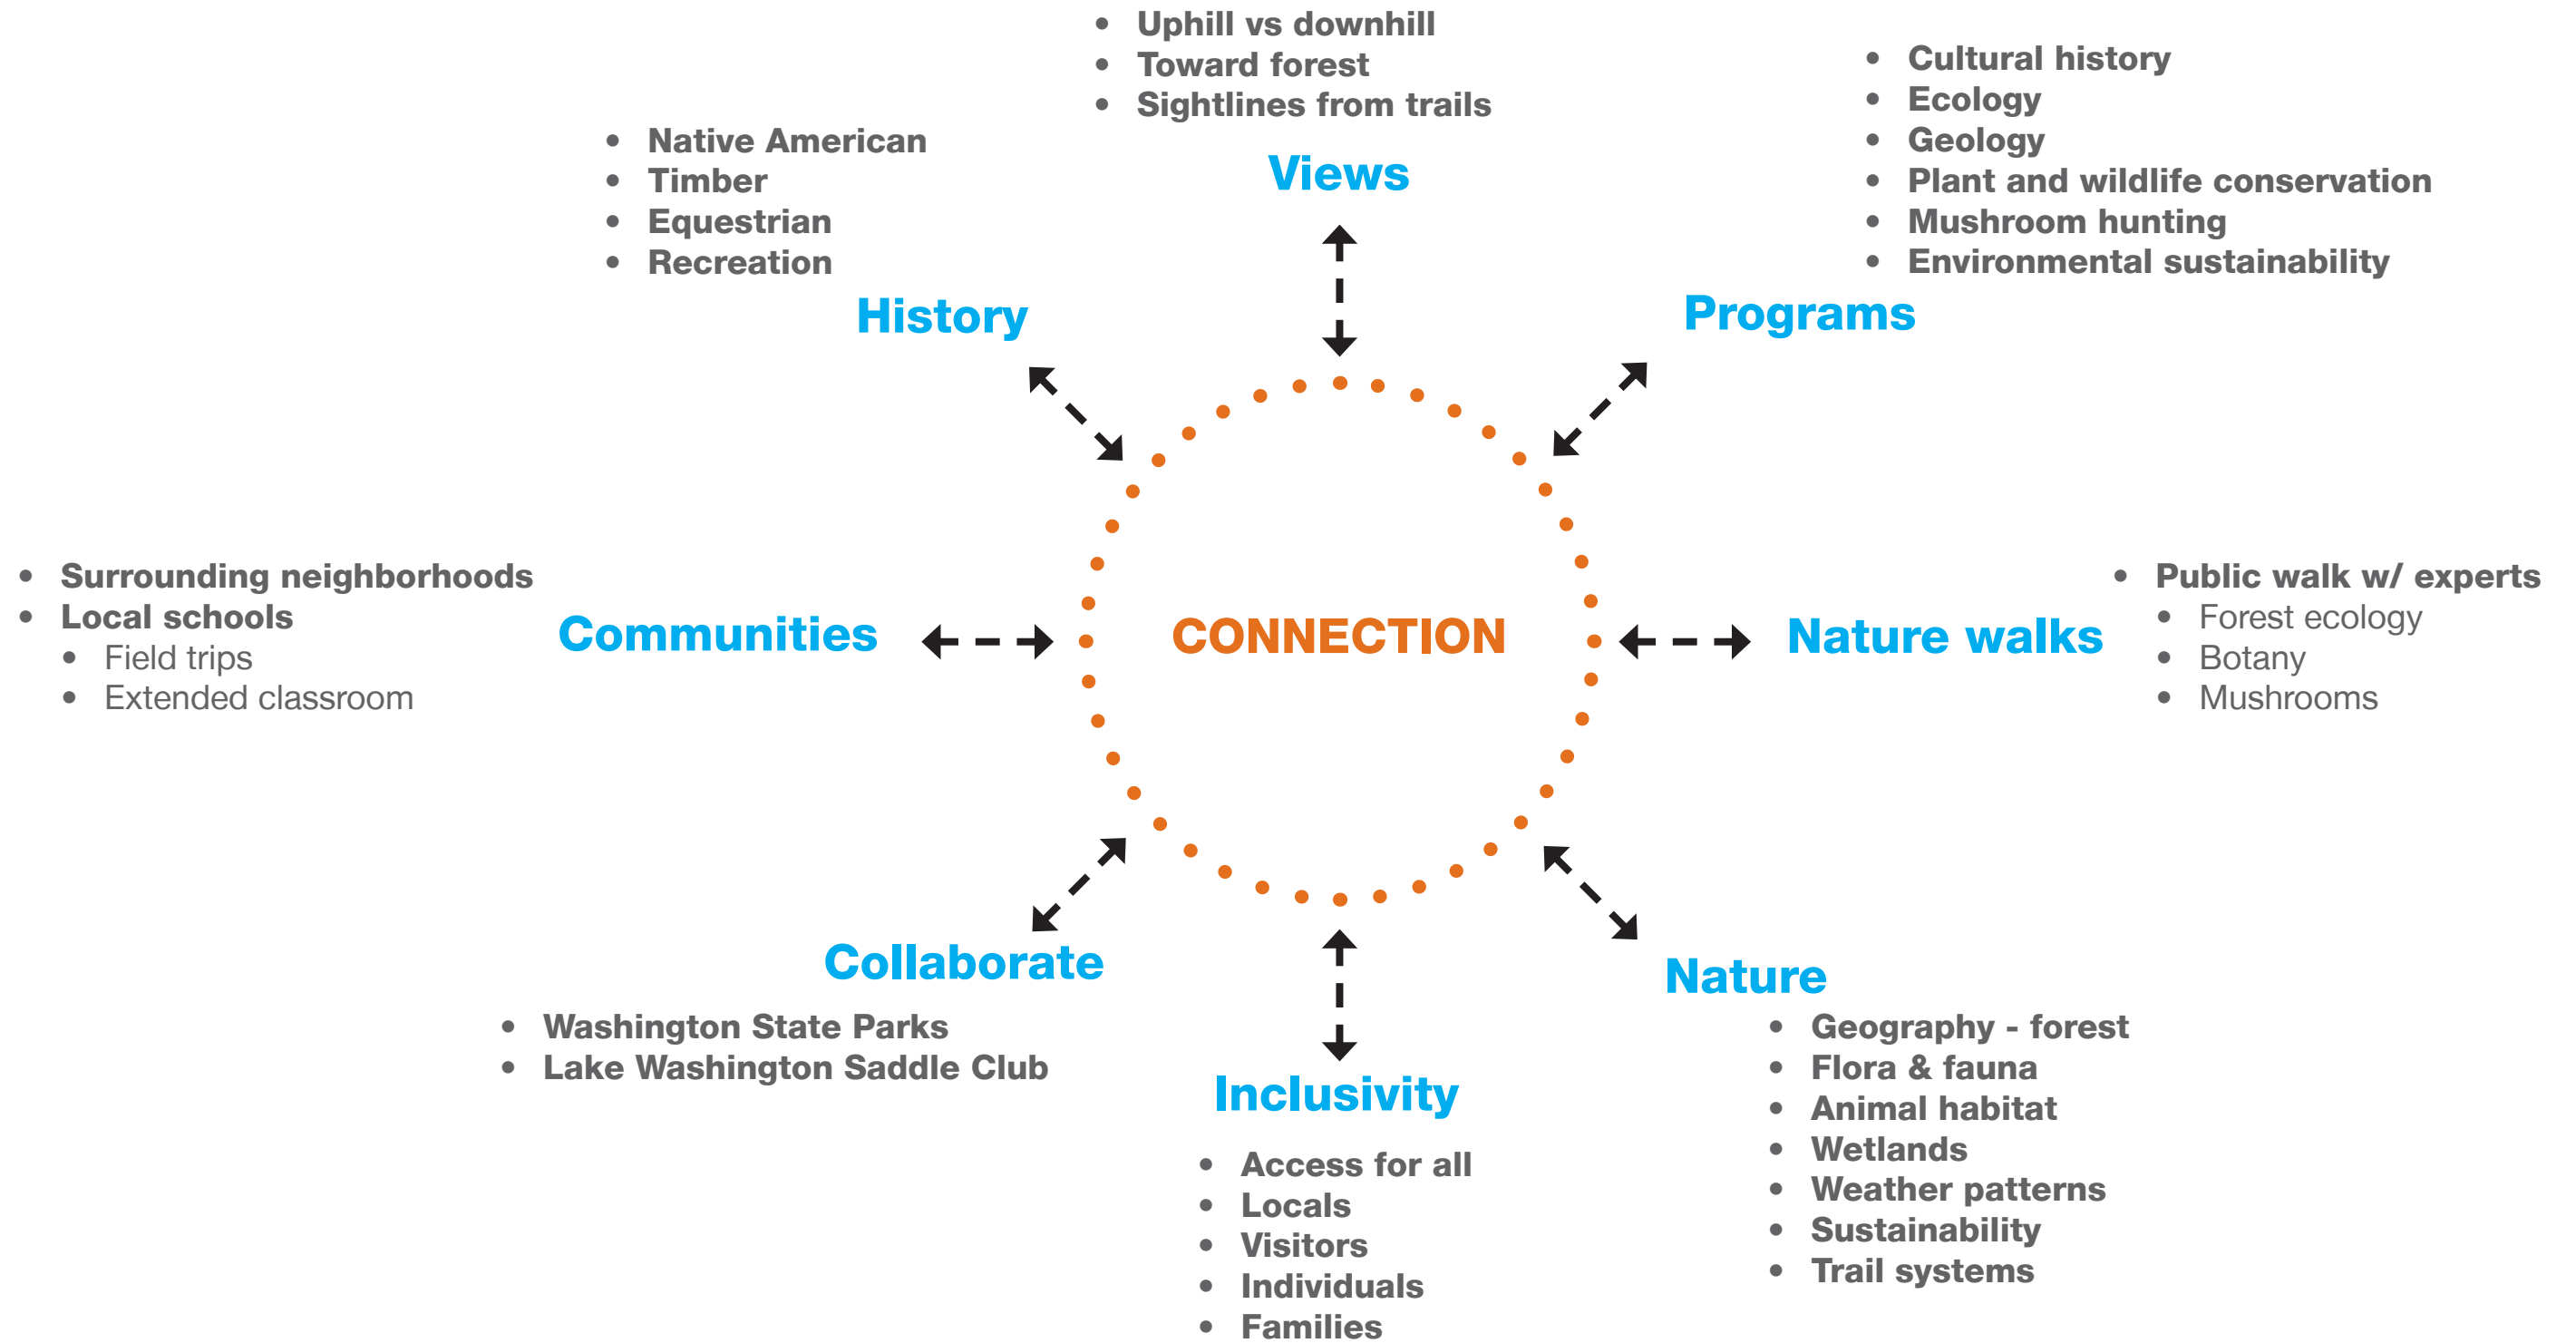 • Uphill vs downhill
• Toward forest
• Sightlines from trails
Views
• Cultural history
• Ecology
• Geology
• Plant and wildlife conservation
• Mushroom hunting
• Environmental sustainability
Programs
• Native American
• Timber
• Equestrian
• Recreation
History
• Surrounding neighborhoods
• Local schools
• Field trips
• Extended classroom
Communities
CONNECTION
Nature walks
• Public walk w/ experts
• Forest ecology
• Botany
• Mushrooms
Collaborate
• Washington State Parks
• Lake Washington Saddle Club
Inclusivity
• Access for all
• Locals
• Visitors
• Individuals
• Families
Nature
• Geography - forest
• Flora & fauna
• Animal habitat
• Wetlands
• Weather patterns
• Sustainability
• Trail systems